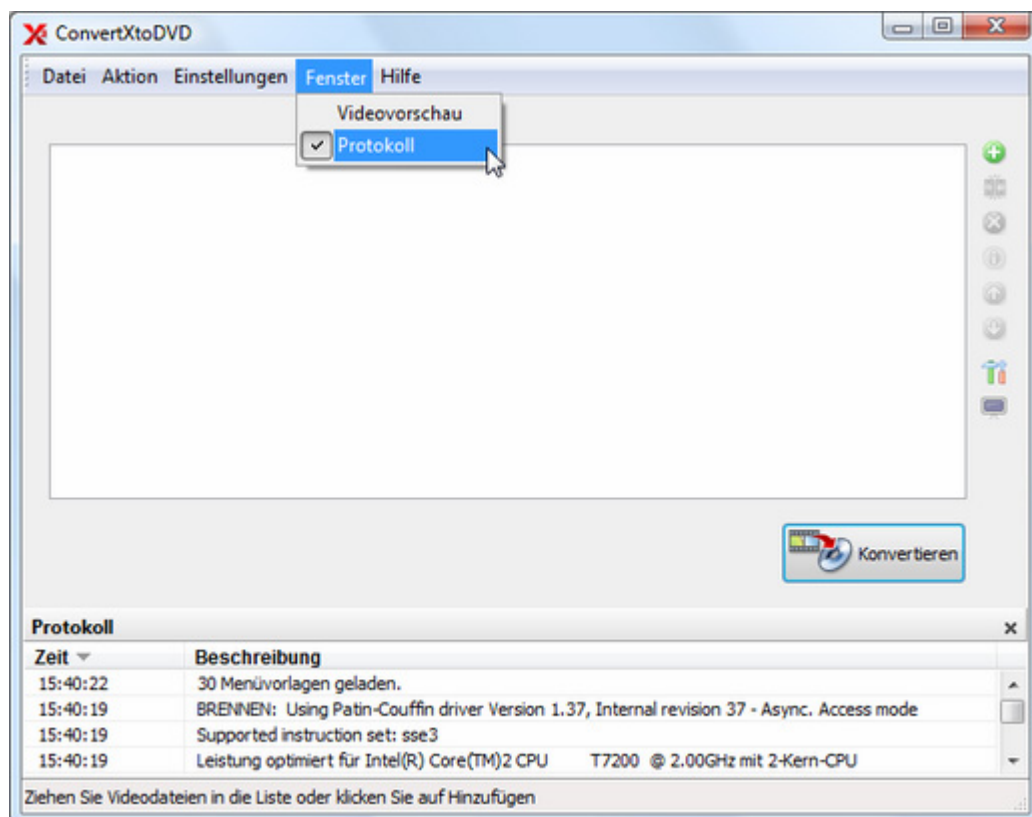 ConvertXtoDVD
Datei Aktion Einstellungen Fenster Hilfe
Videovorschau
Protokoll
Konvertieren
Protokoll
Zeit Beschreibung
15:40:22 30 Menüvorlagen geladen.
15:40:19 BRENNEN: Using Patin-Couffin driver Version 1.37, Internal revision 37 - Async. Access mode
15:40:19 Supported instruction set: sse3
15:40:19 Leistung optimiert für Intel(R) Core(TM)2 CPU T7200 @ 2.00GHz mit 2-Kern-CPU
Ziehen Sie Videodateien in die Liste oder klicken Sie auf Hinzufügen